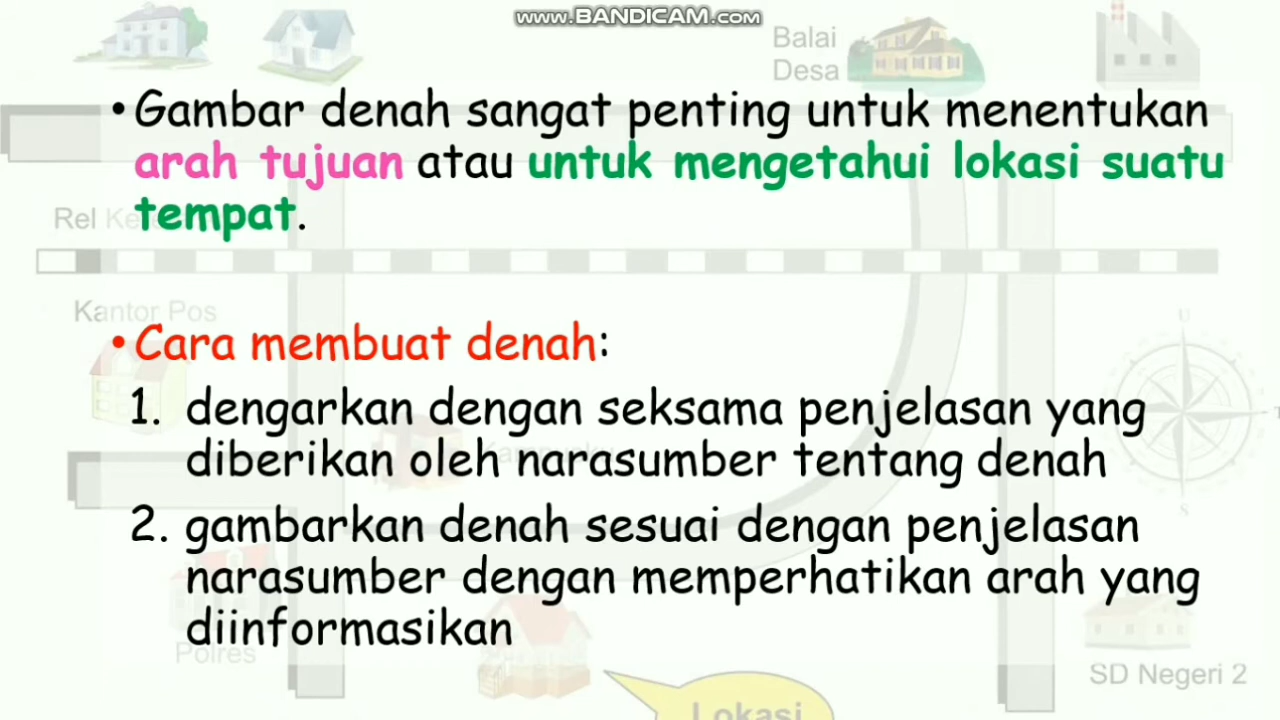 www.BANDICAM.com
Balai
Desa
• Gambar denah sangat penting untuk menentukan
arah tujuan atau untuk mengetahui lokasi suatu
tempat.
Rel
Kantor Pos
• Cara membuat denah:
U
1. dengarkan dengan seksama penjelasan yang
T
diberikan oleh narasumber tentang denah
S
2. gambarkan denah sesuai dengan penjelasan
narasumber dengan memperhatikan arah yang
diinformasikan
Polres
SD Negeri 2
Lokasi